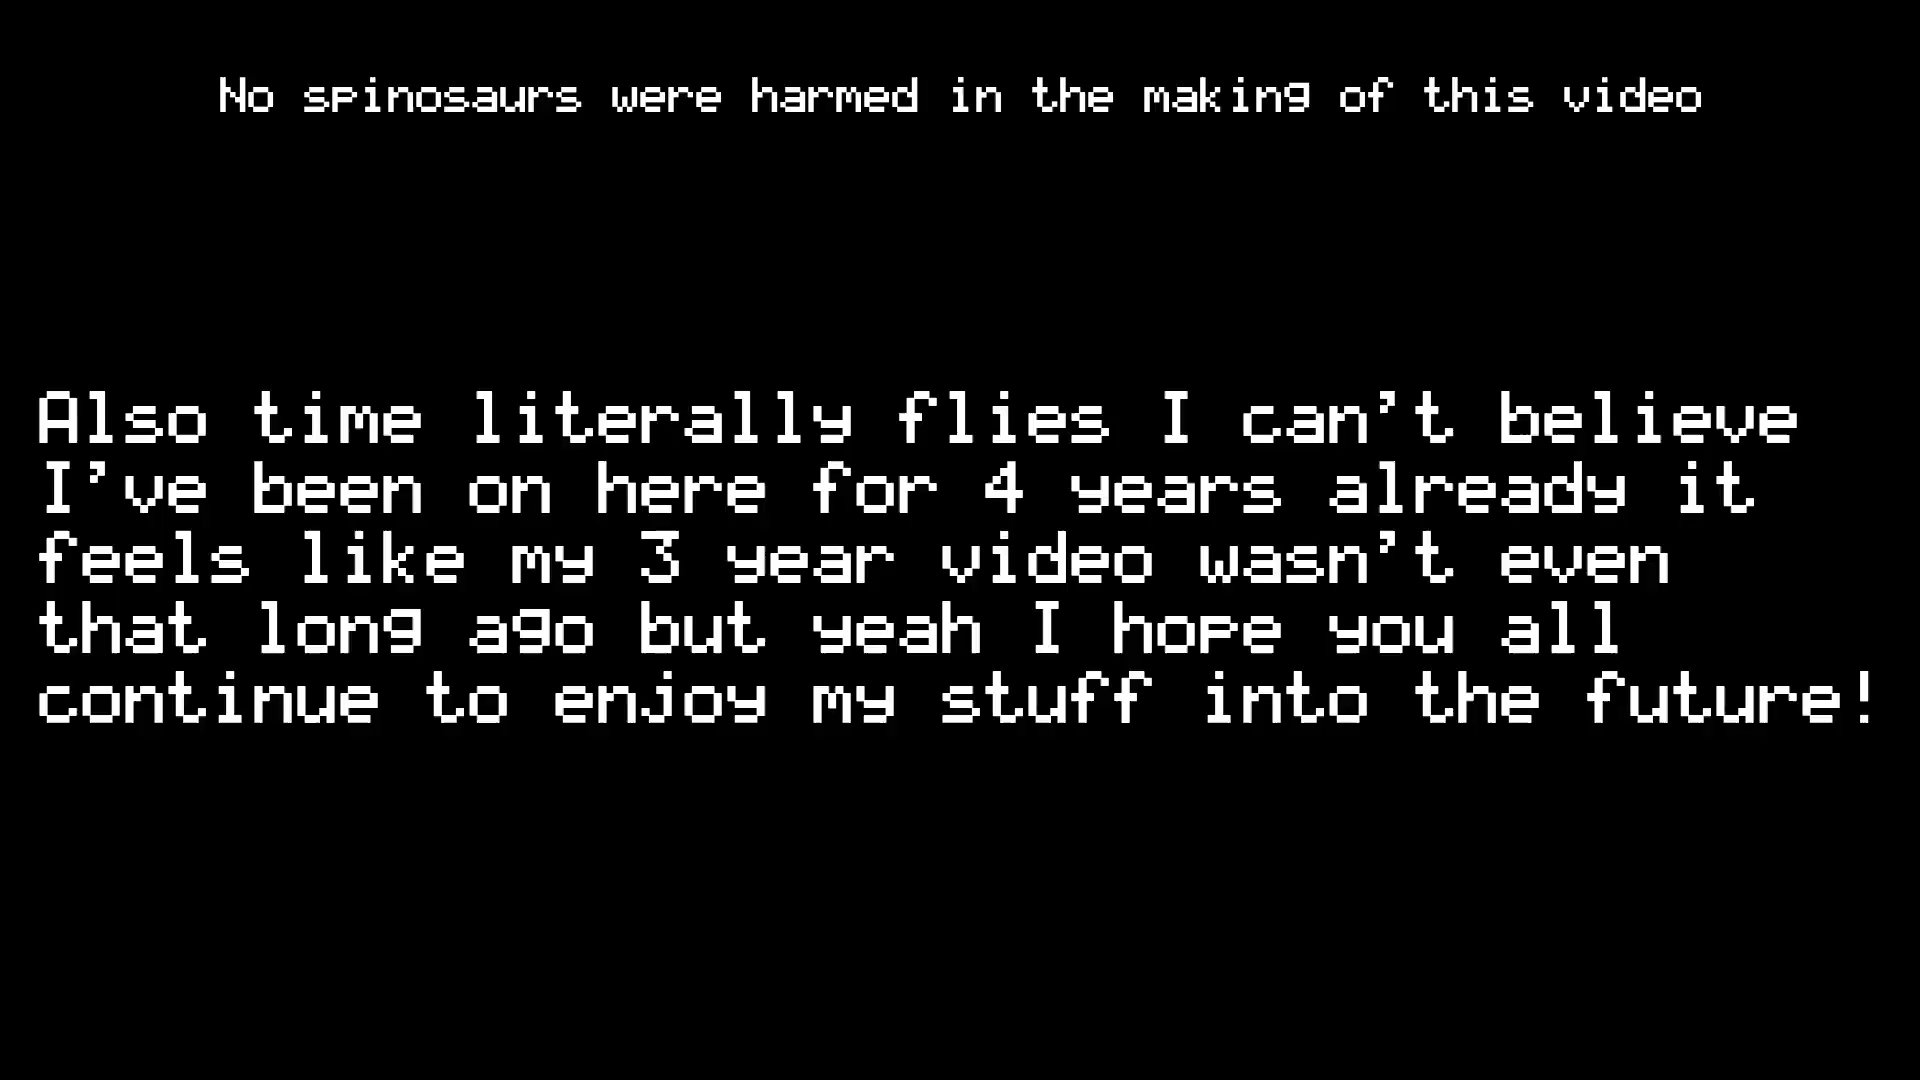 No spinosaurs were harmed in the making of this video
Also time literally flies I can't believe
I've been on here for 4 years already it
feels like my 3 year video wasn't even
that long ago but yeah I hope you all
continue to enjoy my stuff into the future!